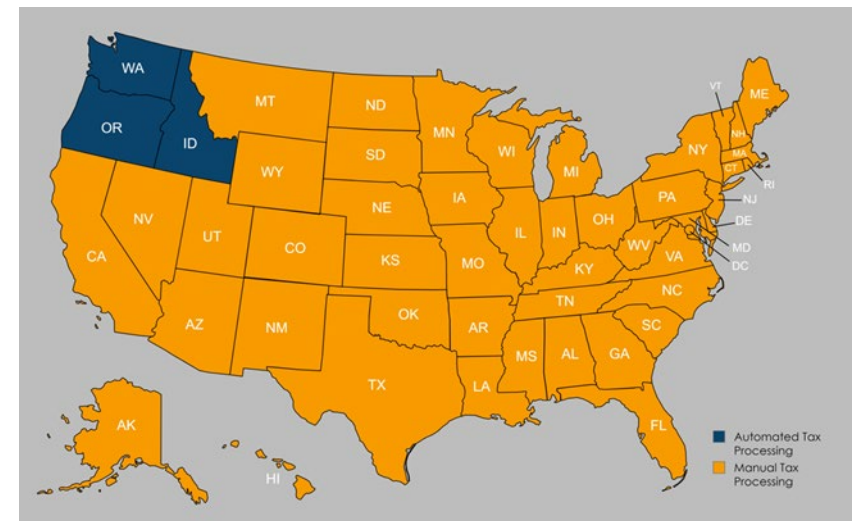 WA
MT
ND
MN
VT
ME
OR
ID
SD
WI
NY
NH
MA
WY
MI
CT
RI
NE
IA
PA
NJ
NV
UT
CO
IL
IN
OH
DE
CA
KS
MO
WV
VA
MD
KY
DC
AZ
NM
OK
AR
TN
NC
SC
MS
AL
GA
TX
LA
AK
FL
HI
Automated Tax
Processing
Manual Tax
Processing